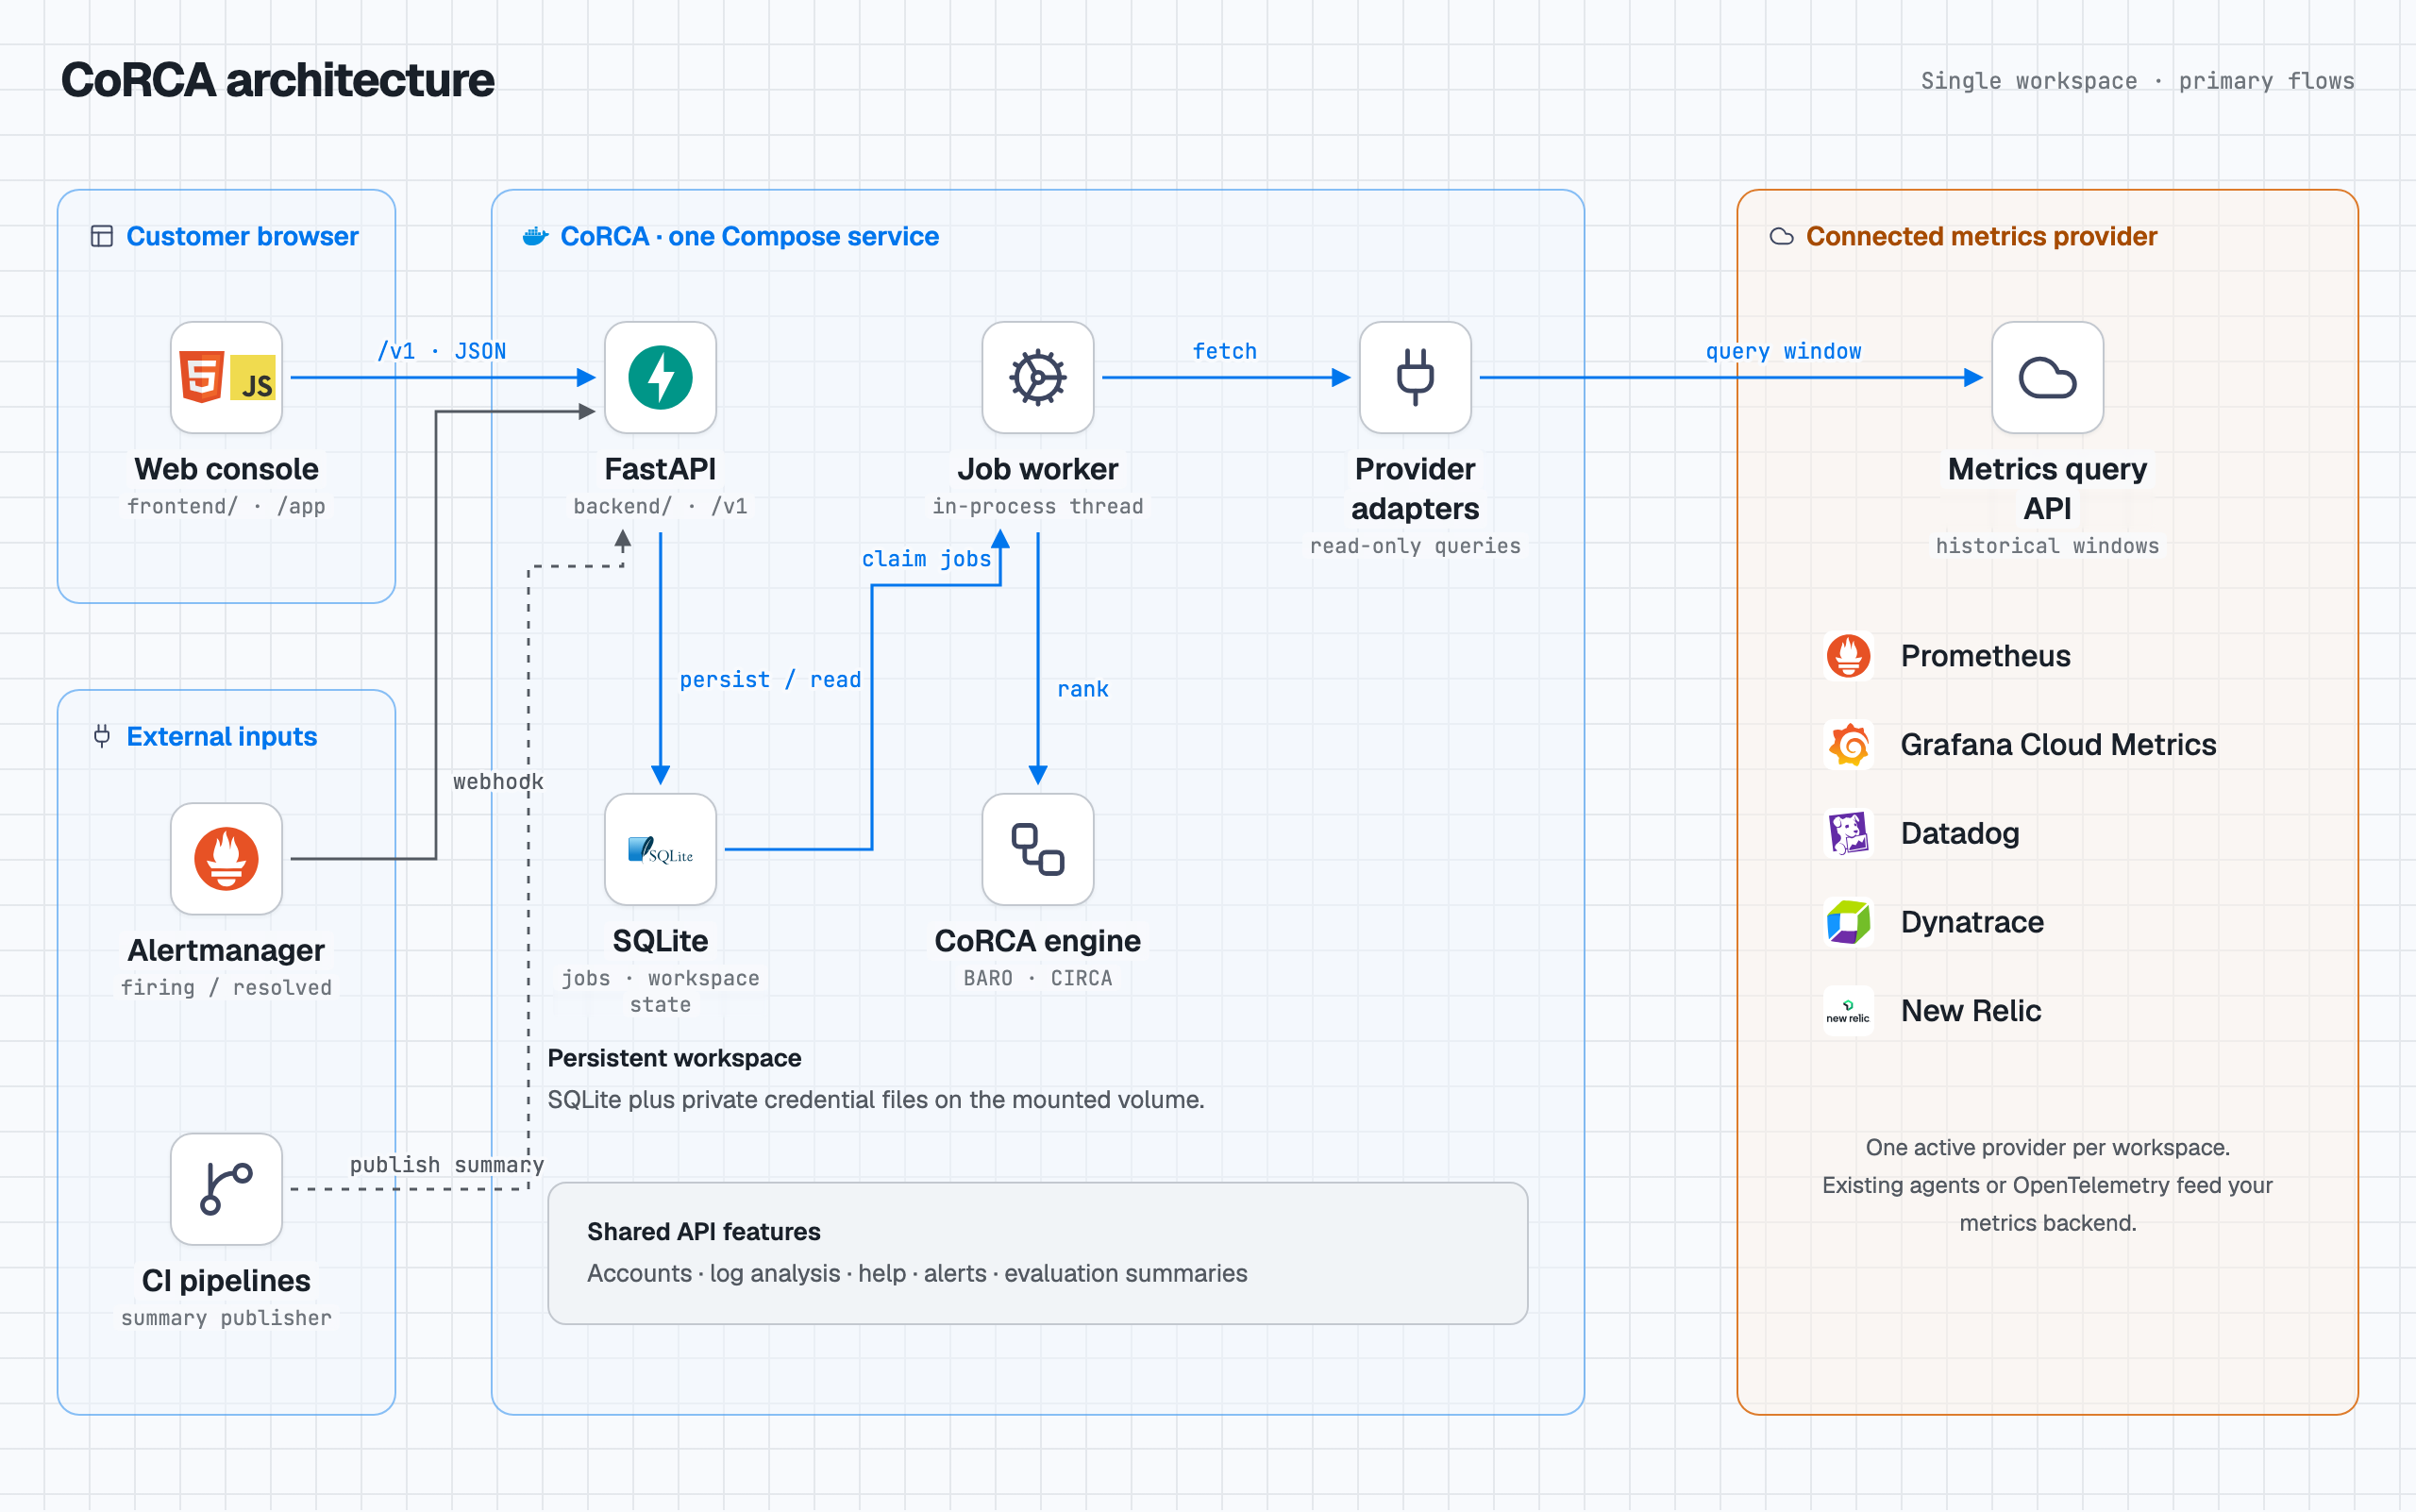 CoRCA architecture
Single workspace · primary flows
Customer browser
CoRCA · one Compose service
Connected metrics provider
/v1 · JSON
fetch
query window
JS
Web console
frontend/ · /app
FastAPI
backend/ · /v1
Job worker
in-process thread
Provider
adapters
read-only queries
Metrics query
API
historical windows
claim jobs
persist / read
rank
External inputs
webhook
Alertmanager
firing / resolved
SQLite
SQLite
jobs · workspace
state
CoRCA engine
BARO · CIRCA
Prometheus
Grafana Cloud Metrics
Datadog
Dynatrace
new relic
New Relic
Persistent workspace
SQLite plus private credential files on the mounted volume.
publish summary
CI pipelines
summary publisher
Shared API features
Accounts · log analysis · help · alerts · evaluation summaries
One active provider per workspace.
Existing agents or OpenTelemetry feed your
metrics backend.